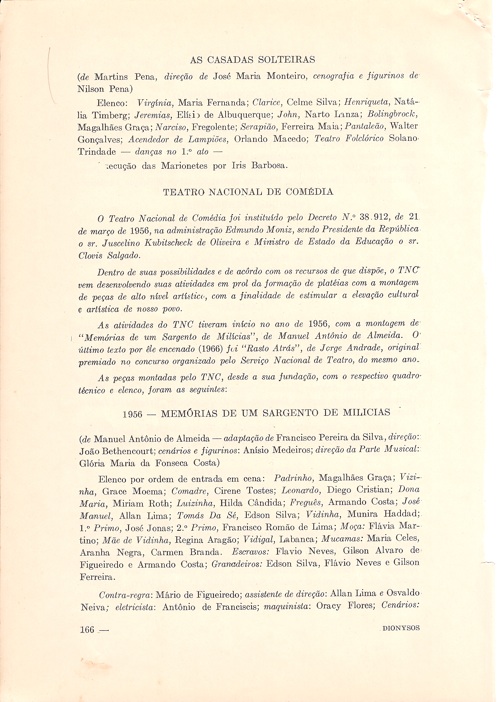 AS CASADAS SOLTEIRAS
(de Martins Pena, direção de José Maria Monteiro, cenografia e figurinos de
Nilson Pena)
Elenco: Virgínia, Maria Fernanda; Clarice, Celme Silva; Henriqueta, Natá-
lia Timberg; Jeremias, de Albuquerque; John, Narto Lanza; Bolingbrock,
Magalhães Graça; Narciso, Fregolente; Serapião, Ferreira Maia; Pantaleão, Walter
Gonçalves; Acendedor de Lampiões, Orlando Macedo; Teatro Folclórico Solano
Trindade — danças no 1.º ato —
ecução das Marionetes por Iris Barbosa.
TEATRO NACIONAL DE COMÉDIA
O Teatro Nacional de Comédia foi instituído pelo Decreto N.º 38.912, de 21
de março de 1956, na administração Edmundo Moniz, sendo Presidente da República
o sr. Juscelino Kubitscheck de Oliveira e Ministro de Estado da Educação o sr.
Clovis Salgado.
Dentro de suas possibilidades e de acôrdo com os recursos de que dispõe, o TNC
vem desenvolvendo suas atividades em prol da formação de platéias com a montagem
de peças de alto nível artístico, com a finalidade de estimular a elevação cultural
e artística de nosso povo.
As atividades do TNC tiveram início no ano de 1956, com a montagem de
"Memórias de um Sargento de Milícias", de Manuel Antônio de Almeida. O
último texto por êle encenado (1966) foi "Rasto Atrás", de Jorge Andrade, original
premiado no concurso organizado pelo Serviço Nacional de Teatro, do mesmo ano.
As peças montadas pelo TNC, desde a sua fundação, com o respectivo quadro-
técnico e elenco, foram as seguintes:
1956 — MEMÓRIAS DE UM SARGENTO DE MILICIAS
(de Manuel Antônio de Almeida — adaptação de Francisco Pereira da Silva, direção:
João Bethencourt; cenários e figurinos: Anísio Medeiros; direção da Parte Musical:
Glória Maria da Fonseca Costa)
Elenco por ordem de entrada em cena: Padrinho, Magalhães Graça; Vizi-
nha, Grace Moema; Comadre, Cirene Tostes; Leonardo, Diego Cristian; Dona
Maria, Miriam Roth; Luizinha, Hilda Cândida; Freguês, Armando Costa; José
Manuel, Allan Lima; Tomás Da Sé, Edson Silva; Vidinha, Munira Haddad;
1.º Primo, José Jonas; 2.º Primo, Francisco Romão de Lima; Moça: Flávia Mar-
tino; Mãe de Vidinha, Regina Aragão; Vidigal, Labanca; Mucamas: Maria Celes,
Aranha Negra, Carmen Branda. Escravos: Flavio Neves, Gilson Alvaro de
Figueiredo e Armando Costa; Granadeiros: Edson Silva, Flávio Neves e Gilson
Ferreira.
Contra-regra: Mário de Figueiredo; assistente de direção: Allan Lima e Osvaldo
Neiva; eletricista: Antônio de Franciscis; maquinista: Oracy Flores; Cenários:
166 —
DIONYSOS